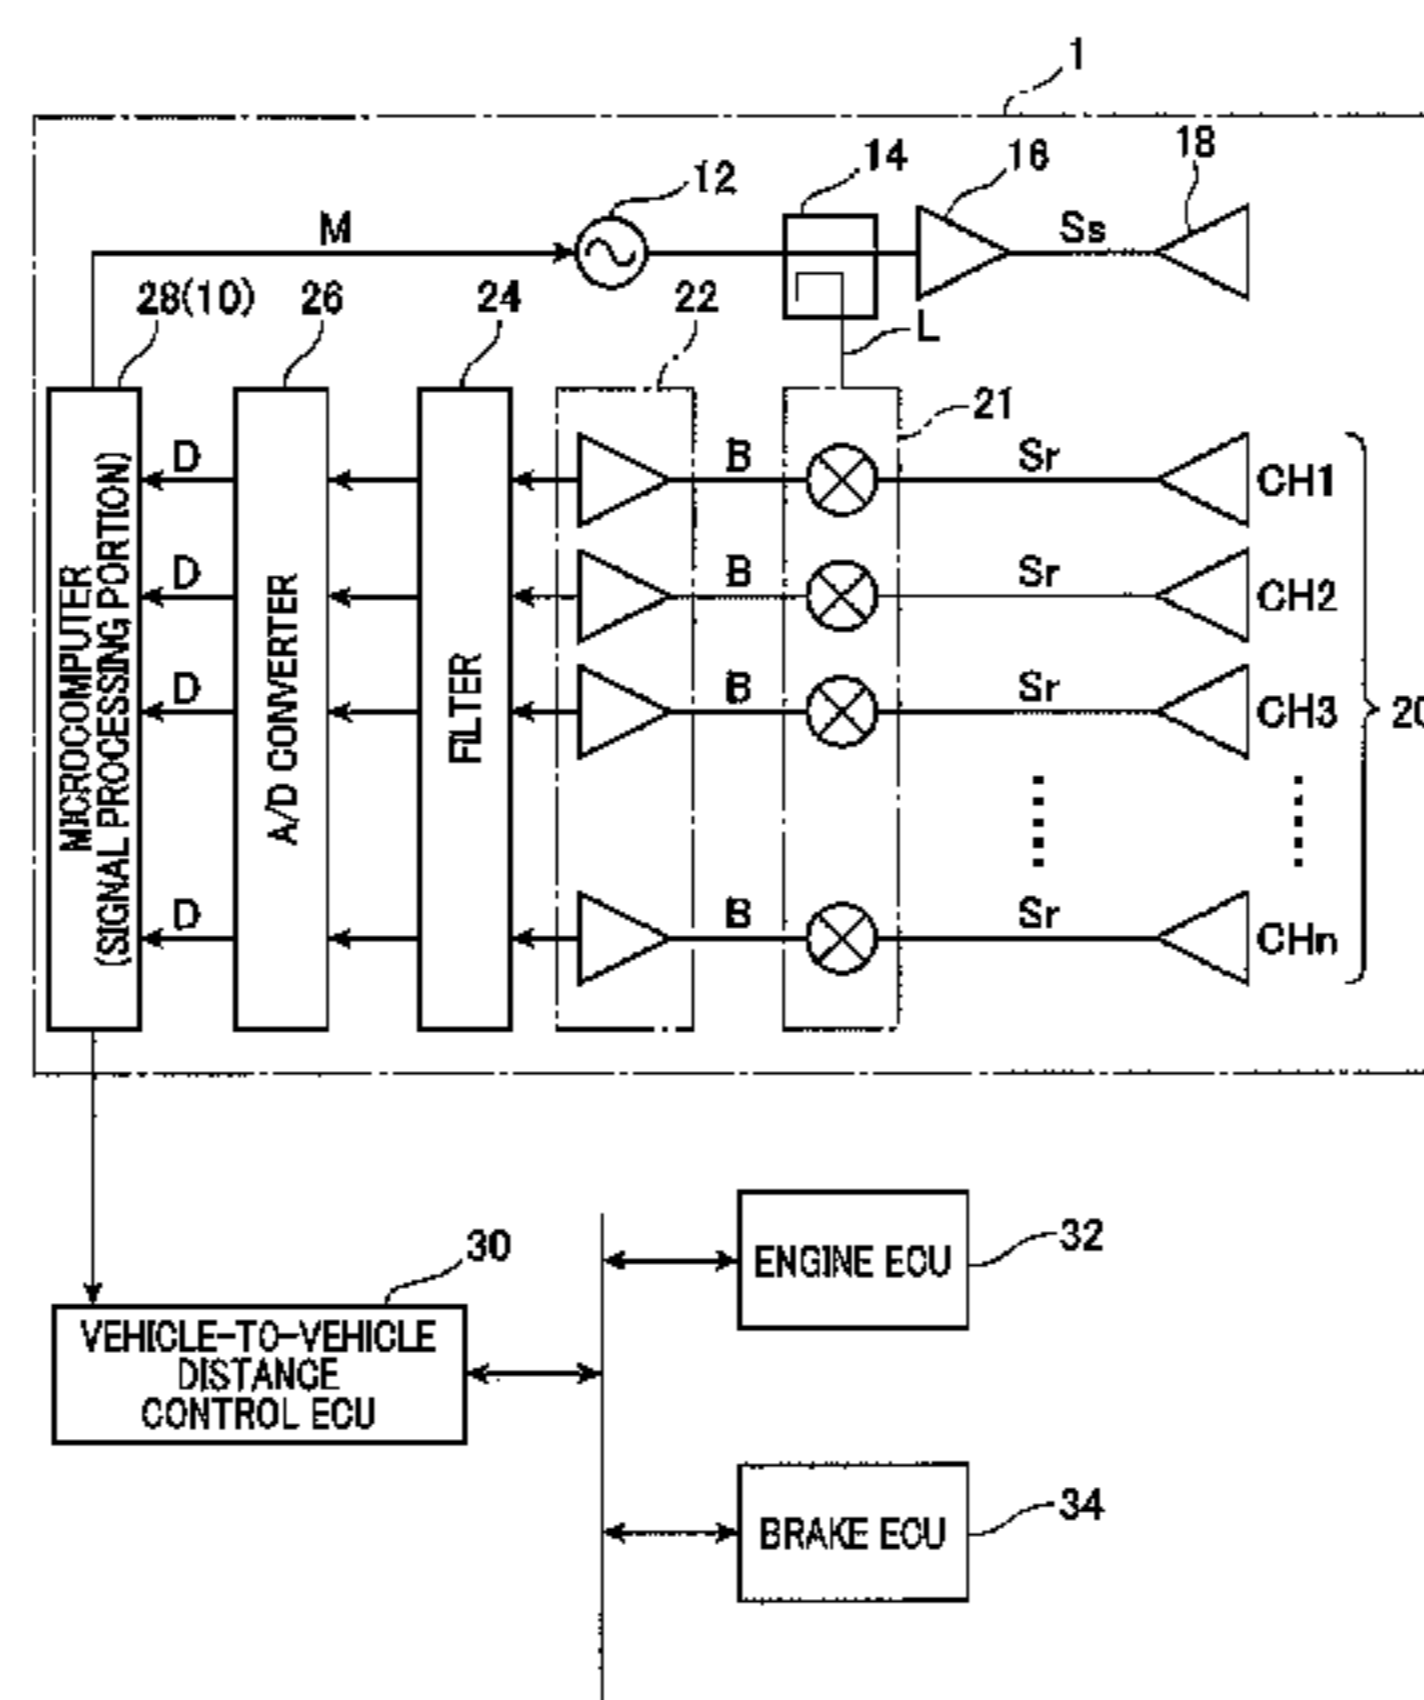 1
12
14
16
18
M
Ss
28(10)
26
24
22
L
21
D
B
Sr
CH1
D
B
Sr
CH2
D
B
Sr
CH3
20
D
B
Sr
CHn
MICROCOMPUTER
(SIGNAL PROCESSING PORTION)
A/D CONVERTER
FILTER
30
VEHICLE-TO-VEHICLE
DISTANCE
CONTROL ECU
ENGINE ECU
32
BRAKE ECU
34